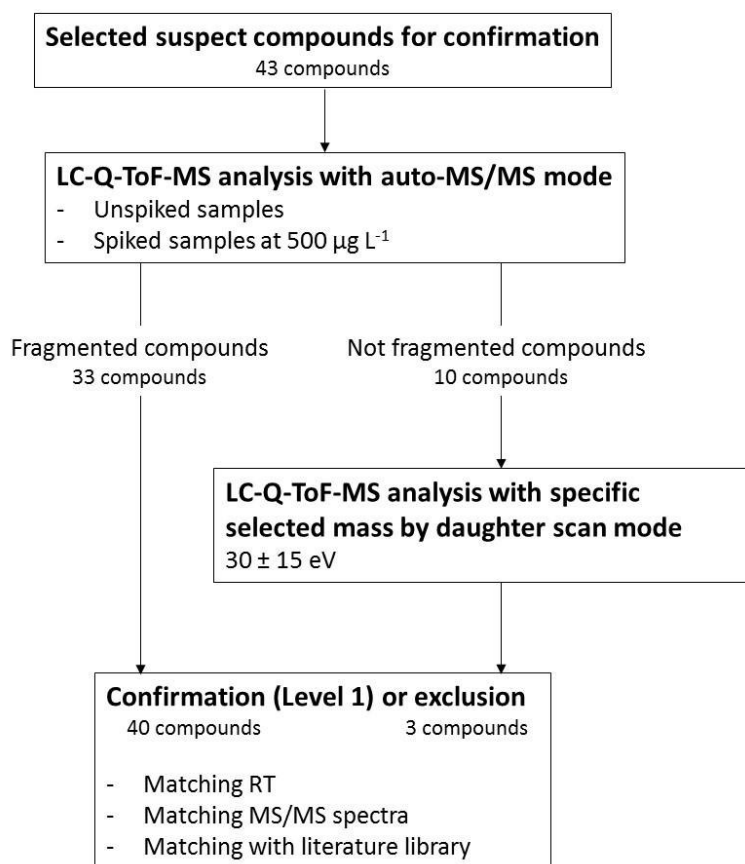 Selected suspect compounds for confirmation
43 compounds
LC-Q-ToF-MS analysis with auto-MS/MS mode
- Unspiked samples
- Spiked samples at 500 µg L⁻¹
Fragmented compounds
33 compounds
Not fragmented compounds
10 compounds
LC-Q-ToF-MS analysis with specific
selected mass by daughter scan mode
30 ± 15 eV
Confirmation (Level 1) or exclusion
40 compounds 3 compounds
- Matching RT
- Matching MS/MS spectra
- Matching with literature library